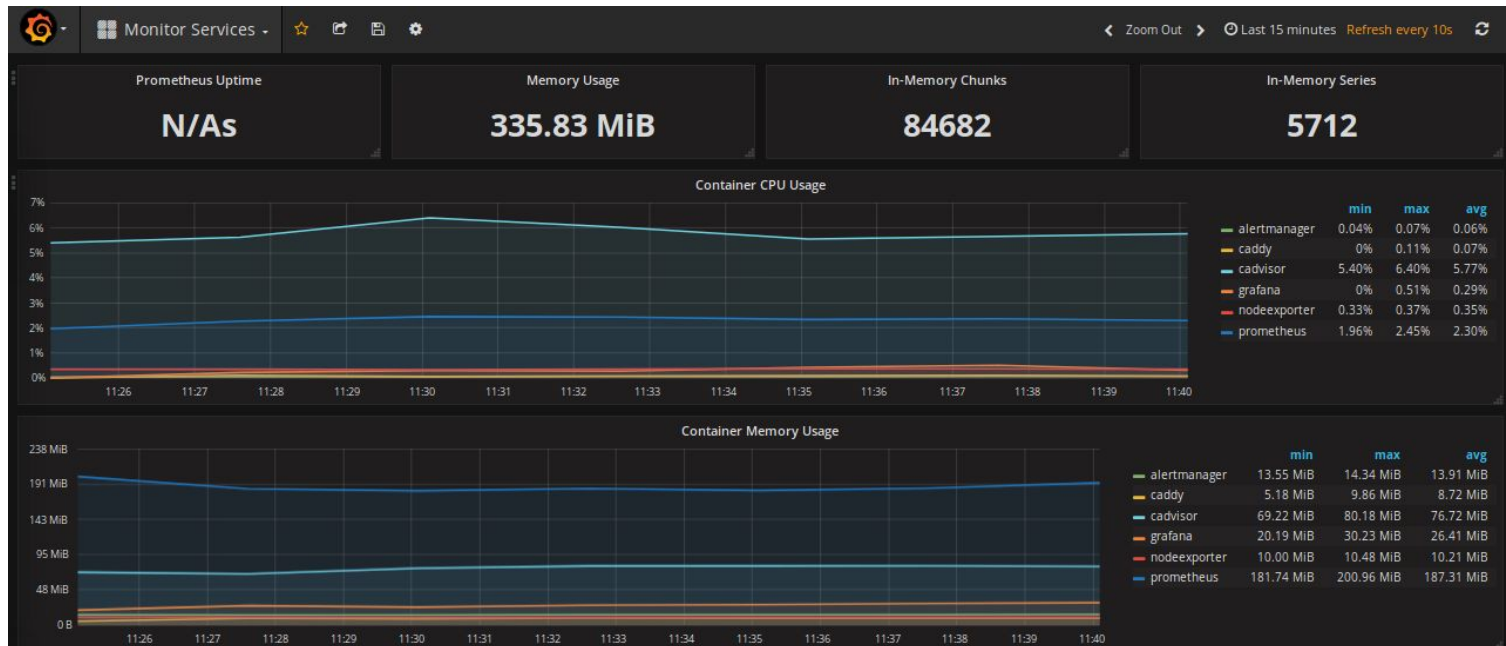 Monitor Services
Zoom Out Last 15 minutes Refresh every 10s
Prometheus Uptime
N/As
Memory Usage
335.83 MiB
In-Memory Chunks
84682
In-Memory Series
5712
Container CPU Usage
7%
6%
5%
4%
3%
2%
1%
0%
11:26 11:27 11:28 11:29 11:30 11:31 11:32 11:33 11:34 11:35 11:36 11:37 11:38 11:39 11:40
min max avg
alertmanager 0.04% 0.07% 0.06%
caddy 0% 0.11% 0.07%
cadvisor 5.40% 6.40% 5.77%
grafana 0% 0.51% 0.29%
nodeexporter 0.33% 0.37% 0.35%
prometheus 1.96% 2.45% 2.30%
Container Memory Usage
238 MiB
191 MiB
143 MiB
95 MiB
48 MiB
0 B
11:26 11:27 11:28 11:29 11:30 11:31 11:32 11:33 11:34 11:35 11:36 11:37 11:38 11:39 11:40
min max avg
alertmanager 13.55 MiB 14.34 MiB 13.91 MiB
caddy 5.18 MiB 9.86 MiB 8.72 MiB
cadvisor 69.22 MiB 80.18 MiB 76.72 MiB
grafana 20.19 MiB 30.23 MiB 26.41 MiB
nodeexporter 10.00 MiB 10.48 MiB 10.21 MiB
prometheus 181.74 MiB 200.96 MiB 187.31 MiB